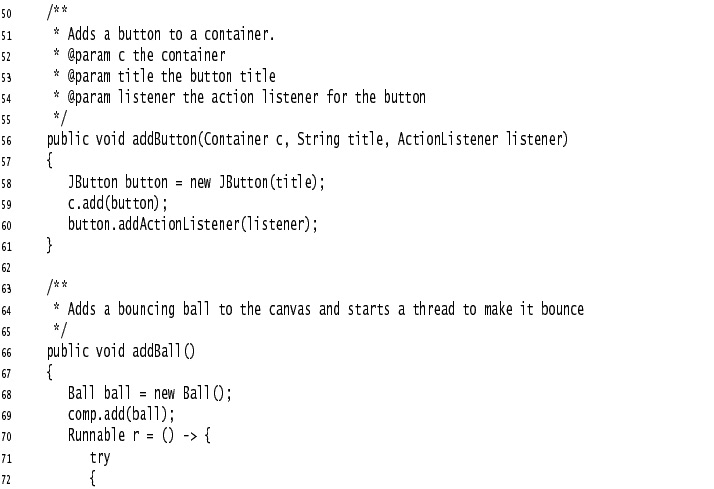 50 /**
51 * Adds a button to a container.
52 * @param c the container
53 * @param title the button title
54 * @param listener the action listener for the button
55 */
56 public void addButton(Container c, String title, ActionListener listener)
57 {
58 JButton button = new JButton(title);
59 c.add(button);
60 button.addActionListener(listener);
61 }
62
63 /**
64 * Adds a bouncing ball to the canvas and starts a thread to make it bounce
65 */
66 public void addBall()
67 {
68 Ball ball = new Ball();
69 comp.add(ball);
70 Runnable r = () -> {
71 try
72 {